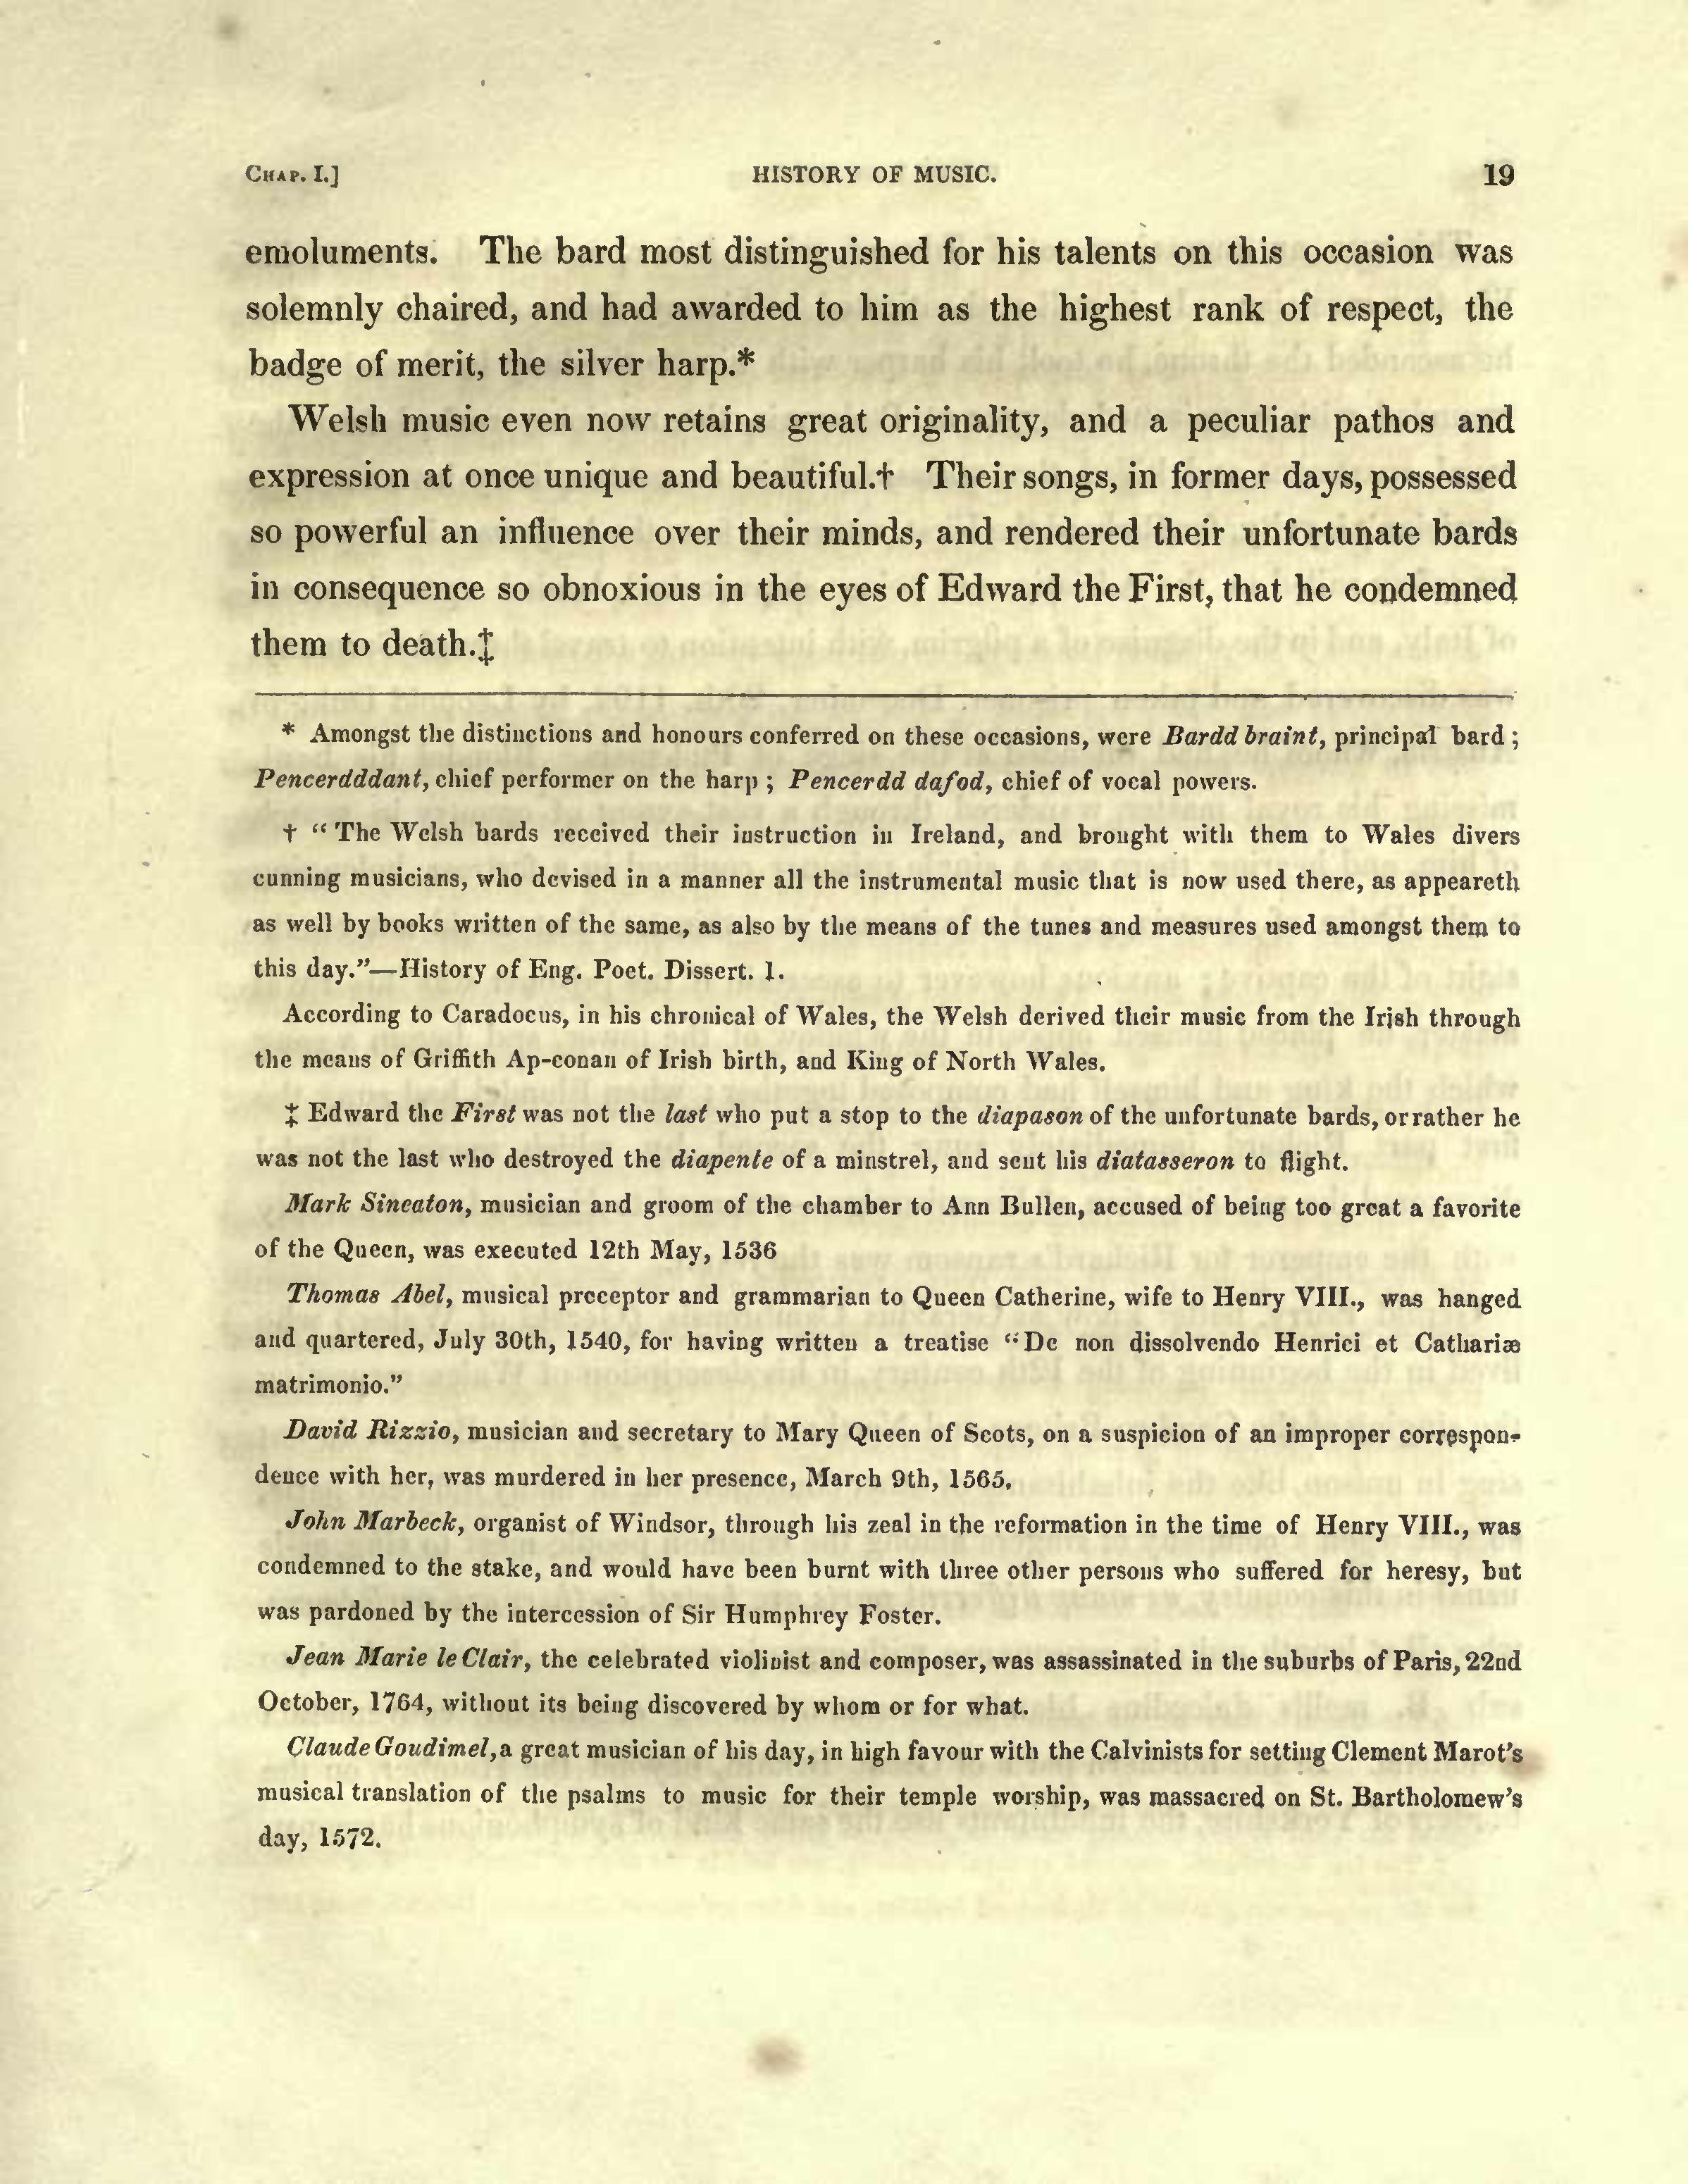 CHAP. I.] HISTORY OF MUSIC. 19
emoluments. The bard most distinguished for his talents on this occasion was
solemnly chaired, and had awarded to him as the highest rank of respect, the
badge of merit, the silver harp.*
Welsh music even now retains great originality, and a peculiar pathos and
expression at once unique and beautiful.† Their songs, in former days, possessed
so powerful an influence over their minds, and rendered their unfortunate bards
in consequence so obnoxious in the eyes of Edward the First, that he condemned
them to death.‡
* Amongst the distinctions and honours conferred on these occasions, were Bardd braint, principal bard ;
Pencerdddant, chief performer on the harp ; Pencerdd dafod, chief of vocal powers.
† “ The Welsh bards received their instruction in Ireland, and brought with them to Wales divers
cunning musicians, who devised in a manner all the instrumental music that is now used there, as appeareth
as well by books written of the same, as also by the means of the tunes and measures used amongst them to
this day.”—History of Eng. Poet. Dissert. 1.
According to Caradocus, in his chronical of Wales, the Welsh derived their music from the Irish through
the means of Griffith Ap-conan of Irish birth, and King of North Wales.
‡ Edward the First was not the last who put a stop to the diapason of the unfortunate bards, or rather he
was not the last who destroyed the diapente of a minstrel, and sent his diatasseron to flight.
Mark Sineaton, musician and groom of the chamber to Ann Bullen, accused of being too great a favorite
of the Queen, was executed 12th May, 1536
Thomas Abel, musical preceptor and grammarian to Queen Catherine, wife to Henry VIII., was hanged
and quartered, July 30th, 1540, for having written a treatise “De non dissolvendo Henrici et Cathariæ
matrimonio.”
David Rizzio, musician and secretary to Mary Queen of Scots, on a suspicion of an improper correspon-
dence with her, was murdered in her presence, March 9th, 1565.
John Marbeck, organist of Windsor, through his zeal in the reformation in the time of Henry VIII., was
condemned to the stake, and would have been burnt with three other persons who suffered for heresy, but
was pardoned by the intercession of Sir Humphrey Foster.
Jean Marie le Clair, the celebrated violinist and composer, was assassinated in the suburbs of Paris, 22nd
October, 1764, without its being discovered by whom or for what.
Claude Goudimel, a great musician of his day, in high favour with the Calvinists for setting Clement Marot’s
musical translation of the psalms to music for their temple worship, was massacred on St. Bartholomew’s
day, 1572.